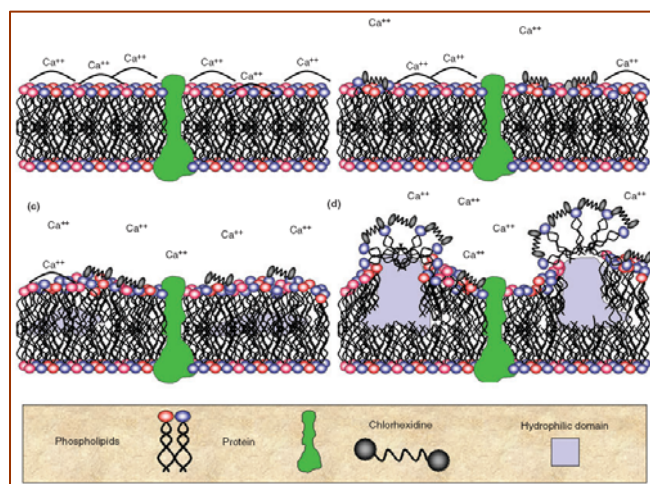 Ca⁺⁺
Ca⁺⁺ Ca⁺⁺
Ca⁺⁺ Ca⁺⁺ Ca⁺⁺ Ca⁺⁺ Ca⁺⁺ Ca⁺⁺ Ca⁺⁺ Ca⁺⁺
Ca⁺⁺
(c) Ca⁺⁺ (d) Ca⁺⁺ Ca⁺⁺
Ca⁺⁺ Ca⁺⁺ Ca⁺⁺ Ca⁺⁺
Ca⁺⁺ Ca⁺⁺ Ca⁺⁺
Ca⁺⁺ Ca⁺⁺
Chlorhexidine Hydrophilic domain
Phospholipids Protein